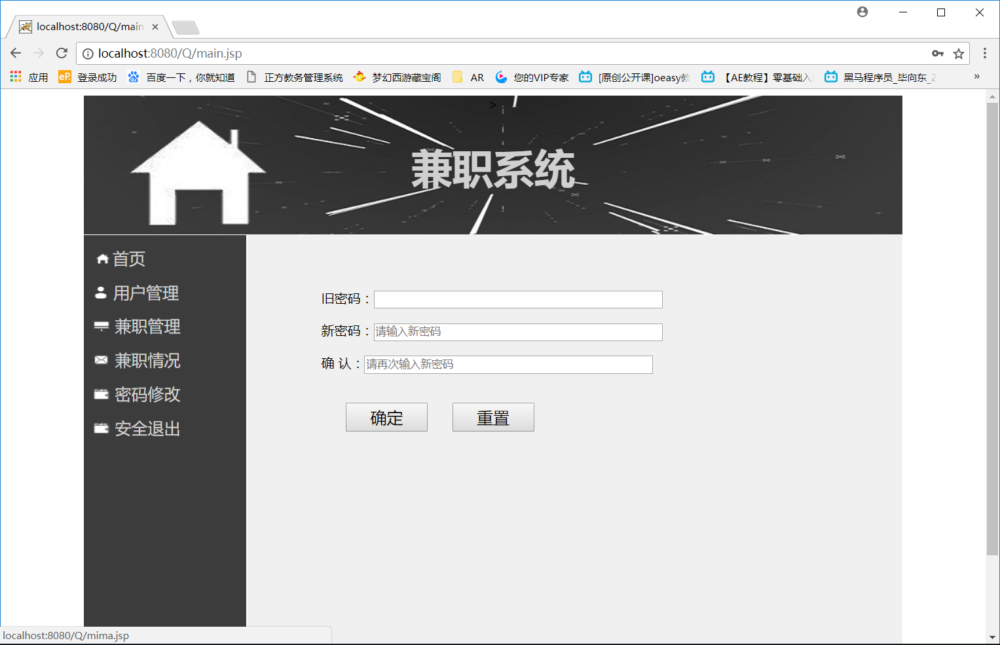 localhost:8080/Q/main
localhost:8080/Q/main.jsp
应用 登录成功 百度一下，你就知道 正方教务管理系统 梦幻西游藏宝阁 AR 您的VIP专家 [原创公开课]oeasy教 【AE教程】零基础入 黑马程序员_毕向东_2 »
>
兼职系统
首页
用户管理
兼职管理
兼职情况
密码修改
安全退出
旧密码：
新密码：请输入新密码
确 认：请再次输入新密码
确定 重置
localhost:8080/Q/mima.jsp